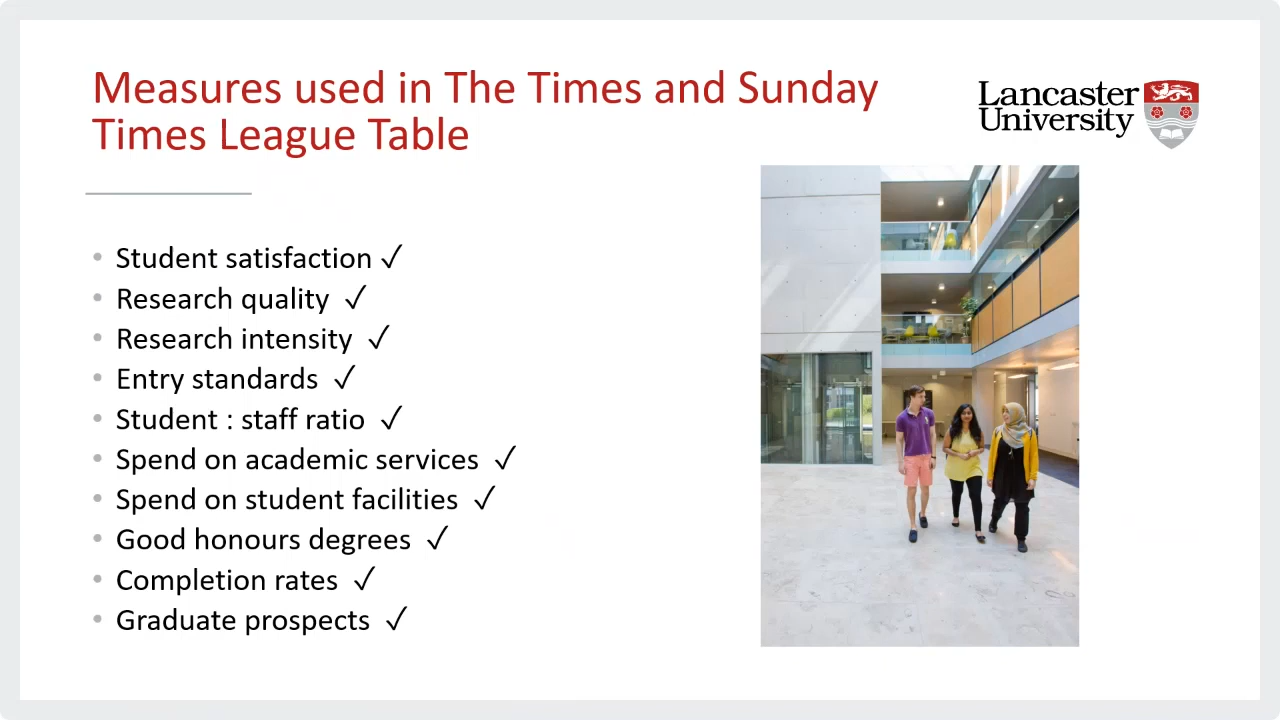 Measures used in The Times and Sunday
Times League Table
Lancaster
University
• Student satisfaction ✓
• Research quality ✓
• Research intensity ✓
• Entry standards ✓
• Student : staff ratio ✓
• Spend on academic services ✓
• Spend on student facilities ✓
• Good honours degrees ✓
• Completion rates ✓
• Graduate prospects ✓